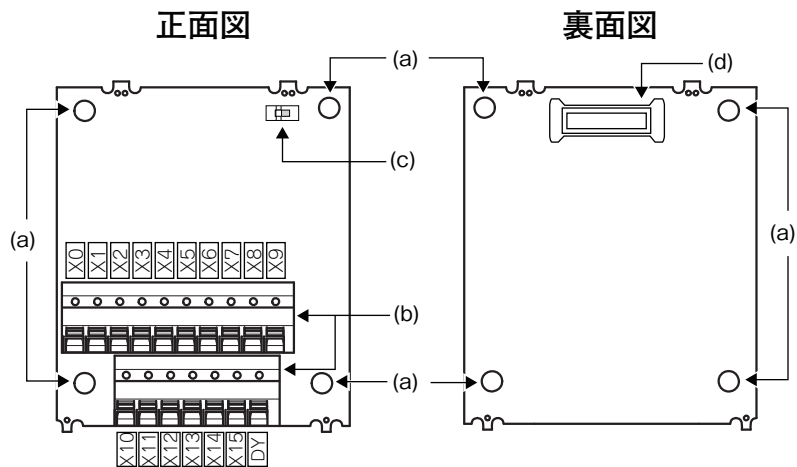 正面図
裏面図
(a)
(d)
(c)
(a)
(a)
X0 X1 X2 X3 X4 X5 X6 X7 X8 X9
(b)
(a)
X10 X11 X12 X13 X14 X15 DY